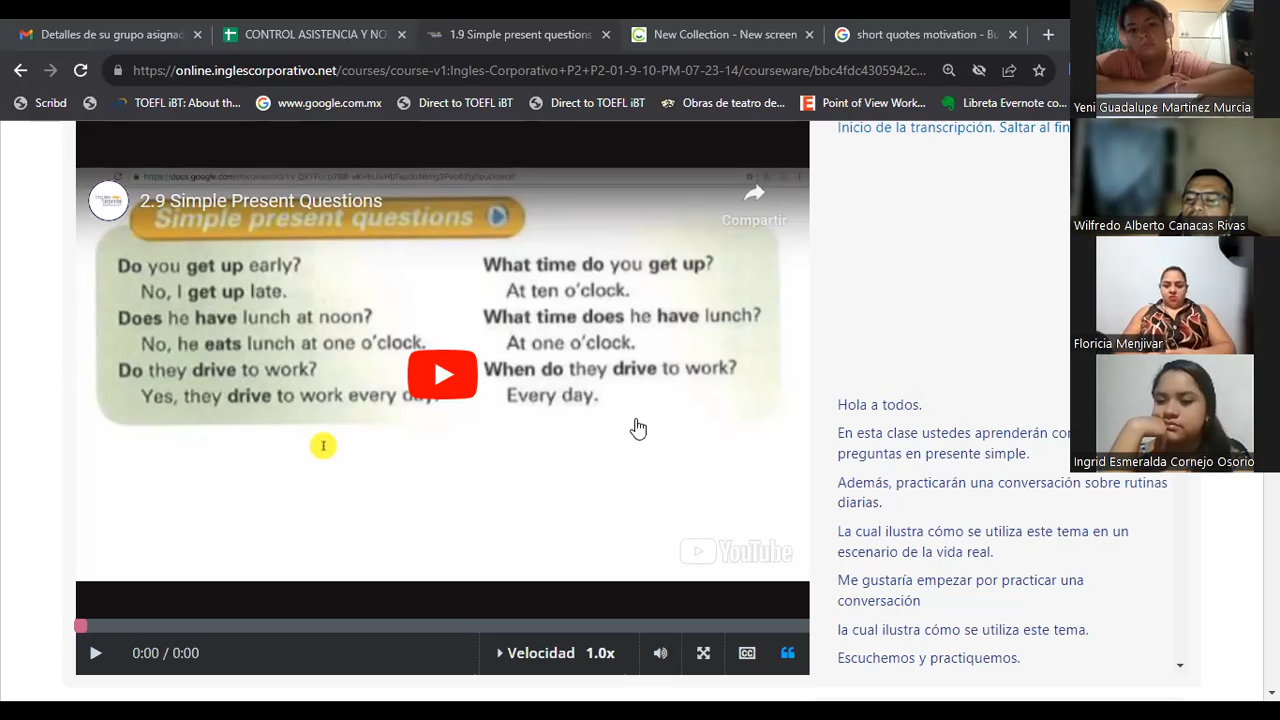 Detalles de su grupo asignac
CONTROL ASISTENCIA Y NO
1.9 Simple present questions
New Collection - New screen
short quotes motivation - Bu
https://online.inglescorporativo.net/courses/course-v1:Ingles-Corporativo+P2+P2-01-9-10-PM-07-23-14/courseware/bbc4fdc4305942c...
Scribd
TOEFL iBT: About th...
www.google.com.mx
Direct to TOEFL iBT
Direct to TOEFL iBT
Obras de teatro de...
Point of View Work...
Libreta Evernote co...
2.9 Simple Present Questions
Compartir
Simple present questions
Do you get up early?
No, I get up late.
Does he have lunch at noon?
No, he eats lunch at one o'clock.
Do they drive to work?
Yes, they drive to work every
What time do you get up?
At ten o'clock.
What time does he have lunch?
At one o'clock.
When do they drive to work?
Every day.
YouTube
0:00 / 0:00
Velocidad 1.0x
CC
Inicio de la transcripción. Saltar al fin
Hola a todos.
En esta clase ustedes aprenderán co
preguntas en presente simple.
Además, practicarán una conversación sobre rutinas
diarias.
La cual ilustra cómo se utiliza este tema en un
escenario de la vida real.
Me gustaría empezar por practicar una
conversación
la cual ilustra cómo se utiliza este tema.
Escuchemos y practiquemos.
Yeni Guadalupe Martinez Murcia
Wilfredo Alberto Canacas Rivas
Floricia Menjivar
Ingrid Esmeralda Cornejo Osorio